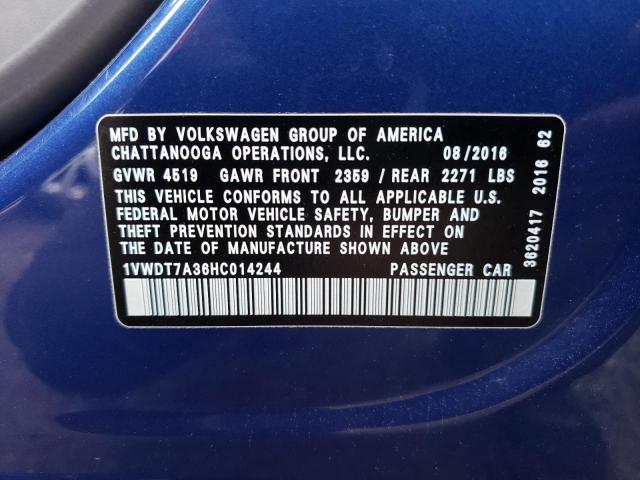 MFD BY VOLKSWAGEN GROUP OF AMERICA
CHATTANOOGA OPERATIONS, LLC. 08/2016
GVWR 4519 GAWR FRONT 2359 / REAR 2271 LBS
THIS VEHICLE CONFORMS TO ALL APPLICABLE U.S.
FEDERAL MOTOR VEHICLE SAFETY, BUMPER AND
THEFT PREVENTION STANDARDS IN EFFECT ON
THE DATE OF MANUFACTURE SHOWN ABOVE
1VWDT7A36HC014244 PASSENGER CAR
3620417 2016 62